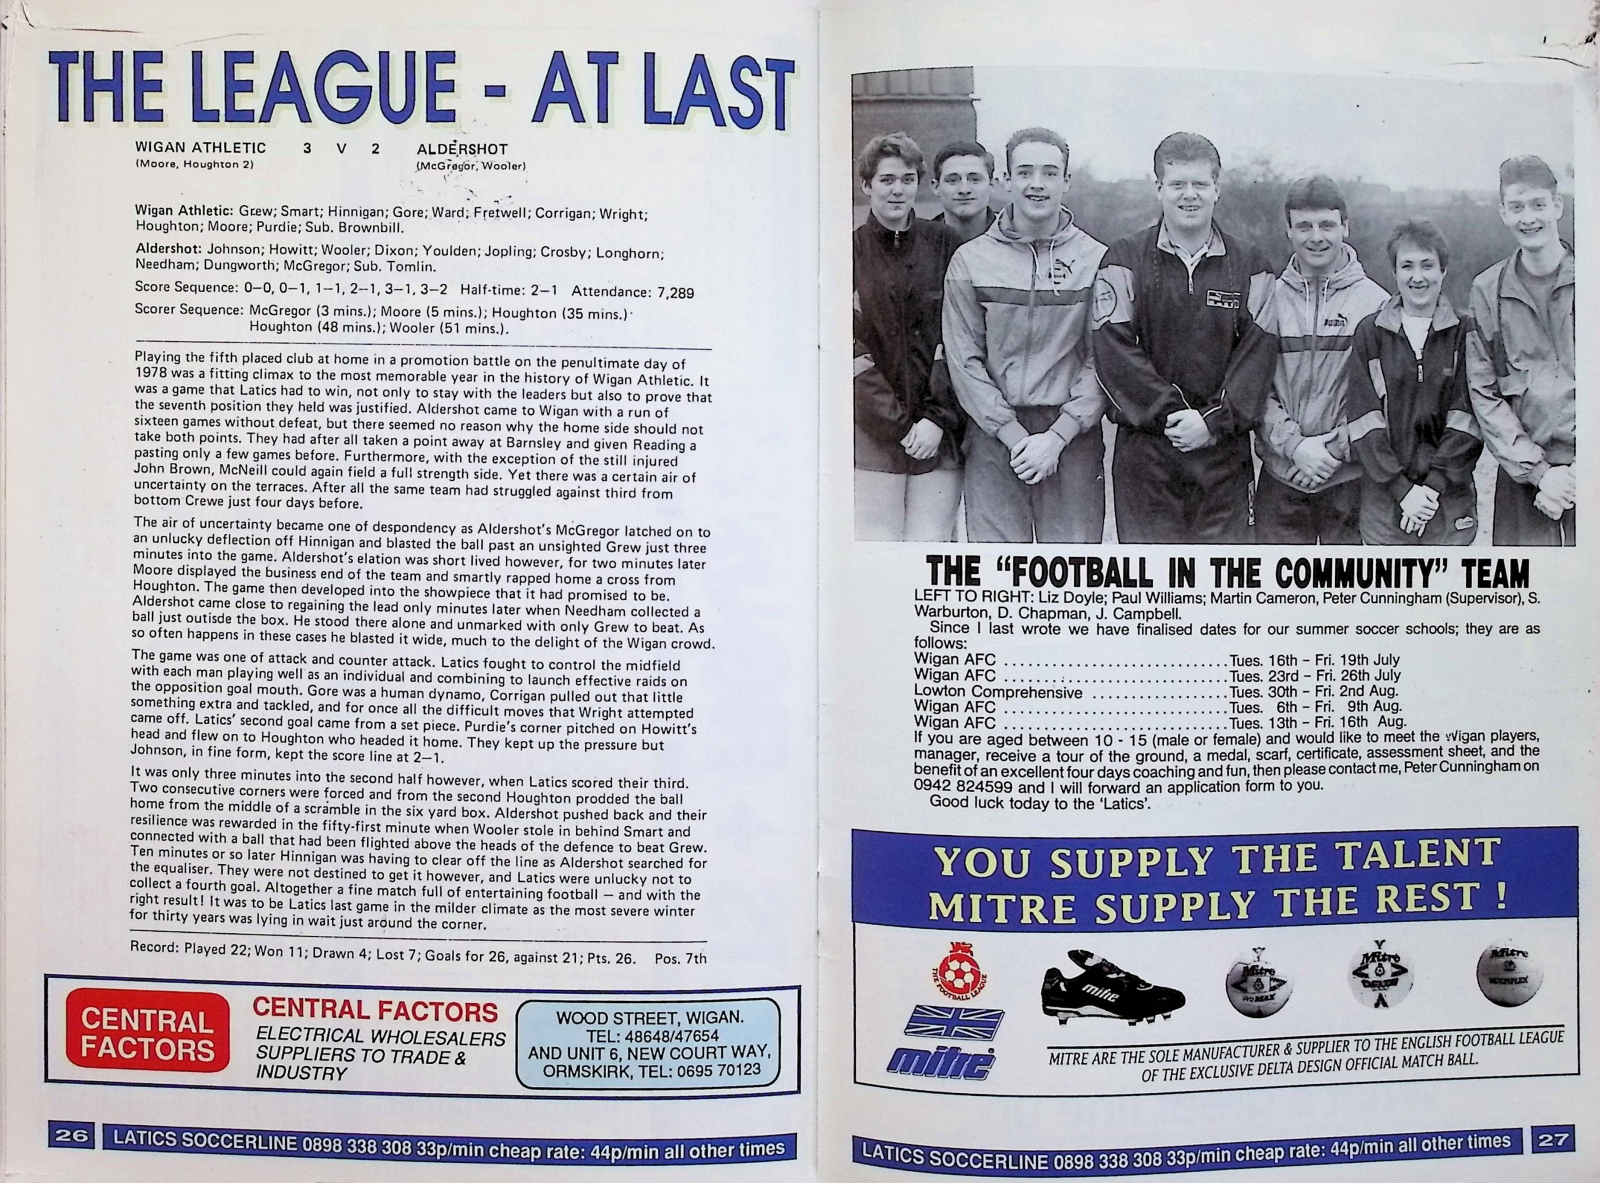 THE LEAGUE - AT LAST
WIGAN ATHLETIC 3 V 2 ALDERSHOT
(Moore, Houghton 2) (McGregor, Wooler)
Wigan Athletic: Grew; Smart; Hinnigan; Gore; Ward; Fretwell; Corrigan; Wright;
Houghton; Moore; Purdie; Sub. Brownbill.
Aldershot: Johnson; Howitt; Wooler; Dixon; Youlden; Jopling; Crosby; Longhorn;
Needham; Dungworth; McGregor; Sub. Tomlin.
Score Sequence: 0—0, 0—1, 1—1, 2—1, 3—1, 3—2 Half-time: 2—1 Attendance: 7,289
Scorer Sequence: McGregor (3 mins.); Moore (5 mins.); Houghton (35 mins.)
Houghton (48 mins.); Wooler (51 mins.).
Playing the fifth placed club at home in a promotion battle on the penultimate day of
1978 was a fitting climax to the most memorable year in the history of Wigan Athletic. It
was a game that Latics had to win, not only to stay with the leaders but also to prove that
the seventh position they held was justified. Aldershot came to Wigan with a run of
sixteen games without defeat, but there seemed no reason why the home side should not
take both points. They had after all taken a point away at Barnsley and given Reading a
pasting only a few games before. Furthermore, with the exception of the still injured
John Brown, McNeill could again field a full strength side. Yet there was a certain air of
uncertainty on the terraces. After all the same team had struggled against third from
bottom Crewe just four days before.
The air of uncertainty became one of despondency as Aldershot's McGregor latched on to
an unlucky deflection off Hinnigan and blasted the ball past an unsighted Grew just three
minutes into the game. Aldershot's elation was short lived however, for two minutes later
Moore displayed the business end of the team and smartly rapped home a cross from
Houghton. The game then developed into the showpiece that it had promised to be.
Aldershot came close to regaining the lead only minutes later when Needham collected a
ball just outisde the box. He stood there alone and unmarked with only Grew to beat. As
so often happens in these cases he blasted it wide, much to the delight of the Wigan crowd.
The game was one of attack and counter attack. Latics fought to control the midfield
with each man playing well as an individual and combining to launch effective raids on
the opposition goal mouth. Gore was a human dynamo, Corrigan pulled out that little
something extra and tackled, and for once all the difficult moves that Wright attempted
came off. Latics' second goal came from a set piece. Purdie's corner pitched on Howitt's
head and flew on to Houghton who headed it home. They kept up the pressure but
Johnson, in fine form, kept the score line at 2—1.
It was only three minutes into the second half however, when Latics scored their third.
Two consecutive corners were forced and from the second Houghton prodded the ball
home from the middle of a scramble in the six yard box. Aldershot pushed back and their
resilience was rewarded in the fifty-first minute when Wooler stole in behind Smart and
connected with a ball that had been flighted above the heads of the defence to beat Grew.
Ten minutes or so later Hinnigan was having to clear off the line as Aldershot searched for
the equaliser. They were not destined to get it however, and Latics were unlucky not to
collect a fourth goal. Altogether a fine match full of entertaining football — and with the
right result! It was to be Latics last game in the milder climate as the most severe winter
for thirty years was lying in wait just around the corner.
Record: Played 22; Won 11; Drawn 4; Lost 7; Goals for 26, against 21; Pts. 26. Pos. 7th
CENTRAL
FACTORS
CENTRAL FACTORS
ELECTRICAL WHOLESALERS
SUPPLIERS TO TRADE &
INDUSTRY
WOOD STREET, WIGAN.
TEL: 48648/47654
AND UNIT 6, NEW COURT WAY,
ORMSKIRK, TEL: 0695 70123
26 LATICS SOCCERLINE 0898 338 308 33p/min cheap rate: 44p/min all other times
THE "FOOTBALL IN THE COMMUNITY" TEAM
LEFT TO RIGHT: Liz Doyle; Paul Williams; Martin Cameron, Peter Cunningham (Supervisor), S.
Warburton, D. Chapman, J. Campbell.
Since I last wrote we have finalised dates for our summer soccer schools; they are as
follows:
Wigan AFC ............................ Tues. 16th - Fri. 19th July
Wigan AFC ............................ Tues. 23rd - Fri. 26th July
Lowton Comprehensive ................. Tues. 30th - Fri. 2nd Aug.
Wigan AFC ............................ Tues. 6th - Fri. 9th Aug.
Wigan AFC ............................ Tues. 13th - Fri. 16th Aug.
If you are aged between 10 - 15 (male or female) and would like to meet the Wigan players,
manager, receive a tour of the ground, a medal, scarf, certificate, assessment sheet, and the
benefit of an excellent four days coaching and fun, then please contact me, Peter Cunningham on
0942 824599 and I will forward an application form to you.
Good luck today to the 'Latics'.
YOU SUPPLY THE TALENT
MITRE SUPPLY THE REST !
THE FOOTBALL LEAGUE
mitre
mitre
Mitre
Mitre
Mitre
MITRE ARE THE SOLE MANUFACTURER & SUPPLIER TO THE ENGLISH FOOTBALL LEAGUE
OF THE EXCLUSIVE DELTA DESIGN OFFICIAL MATCH BALL.
LATICS SOCCERLINE 0898 338 308 33p/min cheap rate: 44p/min all other times 27